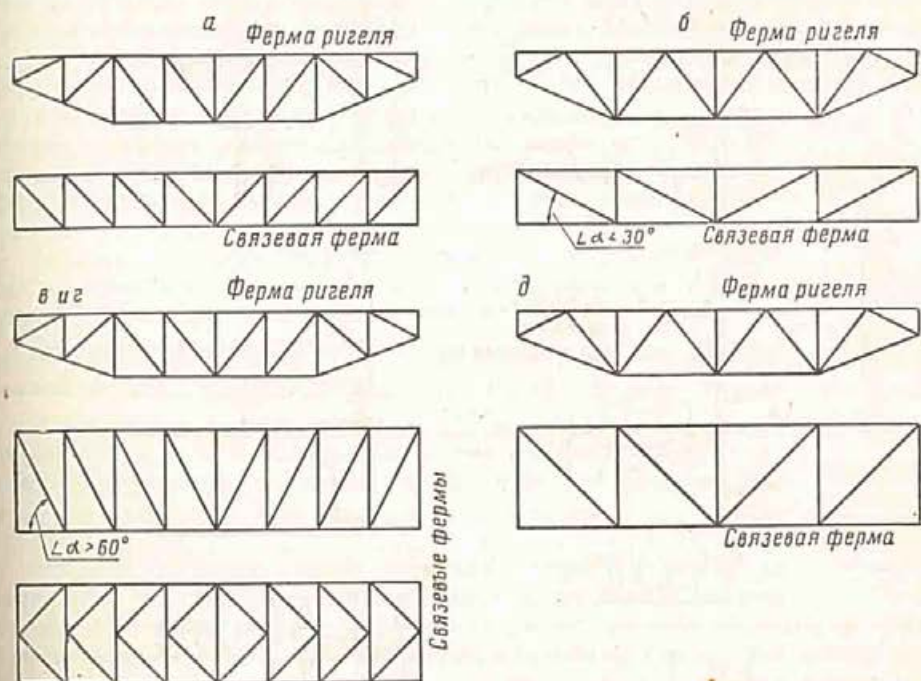 а
Ферма ригеля
б
Ферма ригеля
Связевая ферма
∠α < 30°
Связевая ферма
в и г
Ферма ригеля
д
Ферма ригеля
∠α > 60°
Связевые фермы
Связевая ферма